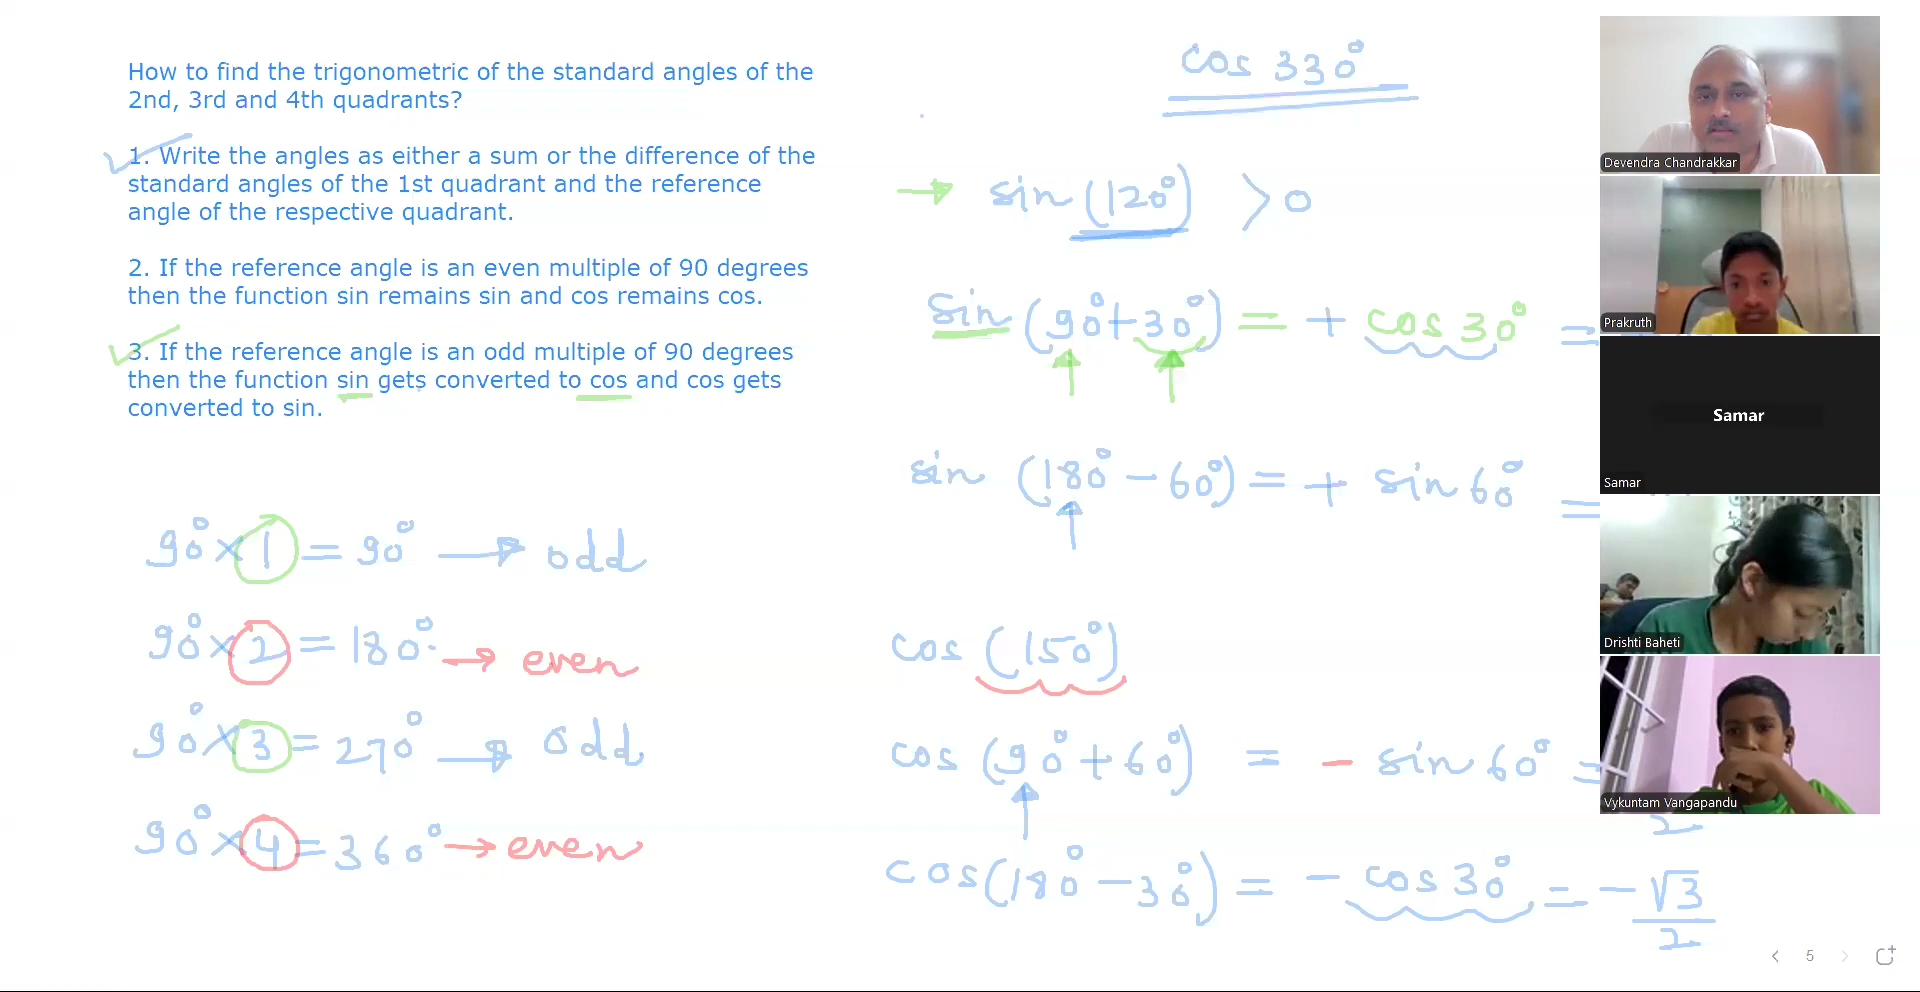 How to find the trigonometric of the standard angles of the
2nd, 3rd and 4th quadrants?
1. Write the angles as either a sum or the difference of the
standard angles of the 1st quadrant and the reference
angle of the respective quadrant.
2. If the reference angle is an even multiple of 90 degrees
then the function sin remains sin and cos remains cos.
3. If the reference angle is an odd multiple of 90 degrees
then the function sin gets converted to cos and cos gets
converted to sin.
90° × 1 = 90° → odd
90° × 2 = 180° → even
90° × 3 = 270° → odd
90° × 4 = 360° → even
cos 330°
→ sin (120°) > 0
sin (90° + 30°) = + cos 30° =
sin (180° − 60°) = + sin 60° =
cos (150°)
cos (90° + 60°) = − sin 60° =
2
cos (180° − 30°) = − cos 30° = − √3
2
Devendra Chandrakkar
Prakruth
Samar
Samar
Drishti Baheti
Vykuntam Vangapandu
5